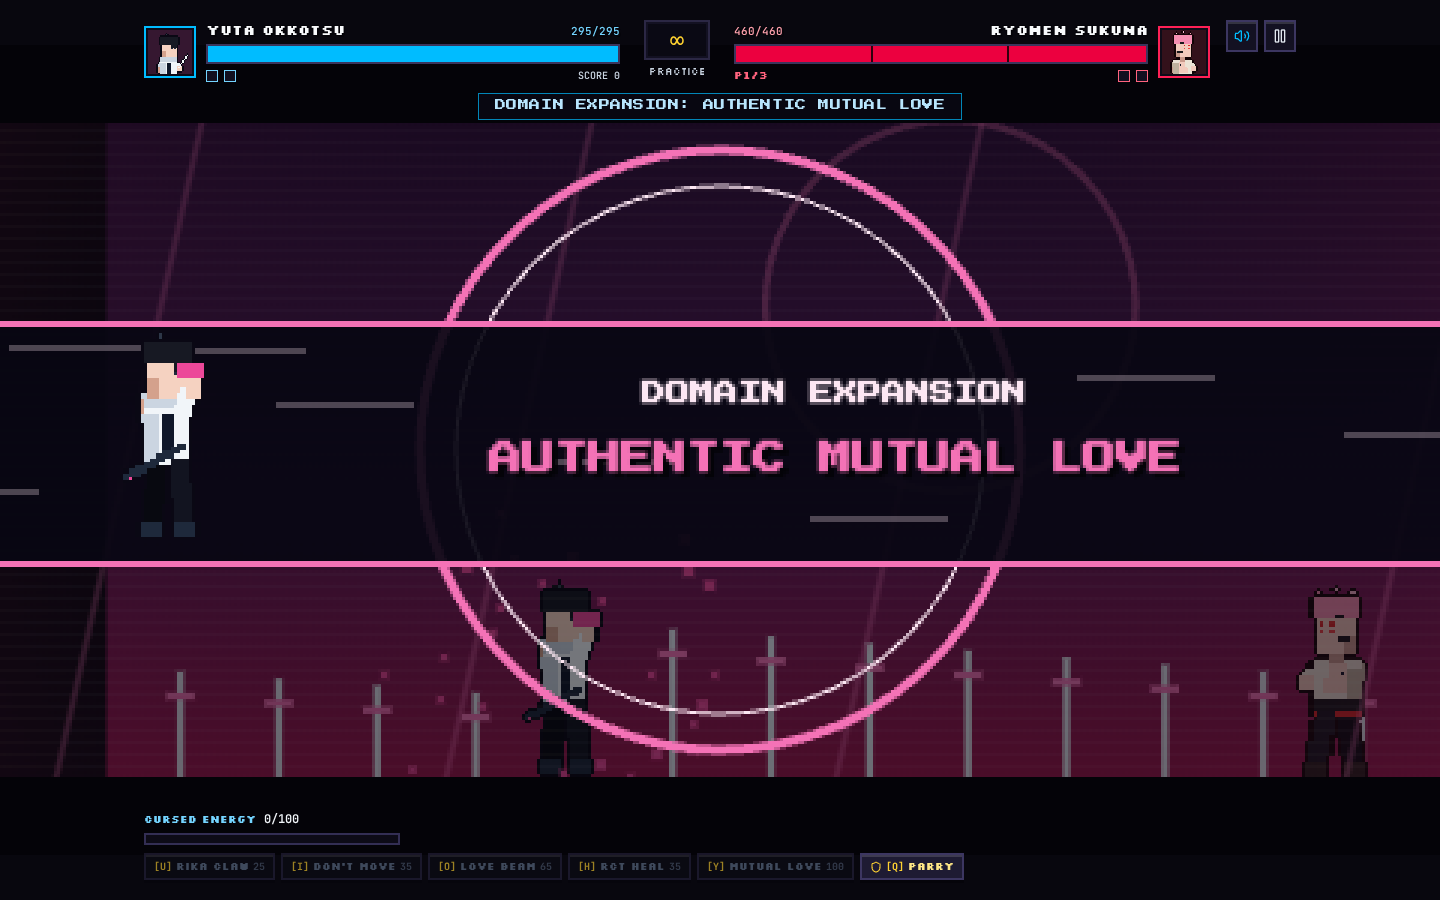 YUTA OKKOTSU
295/295
∞
460/460
RYOMEN SUKUNA
SCORE 0
PRACTICE
P1/3
DOMAIN EXPANSION: AUTHENTIC MUTUAL LOVE
DOMAIN EXPANSION
AUTHENTIC MUTUAL LOVE
CURSED ENERGY 0/100
[U] RIKA CLAW 25
[I] DON'T MOVE 35
[O] LOVE BEAM 65
[H] RCT HEAL 35
[Y] MUTUAL LOVE 100
[Q] PARRY